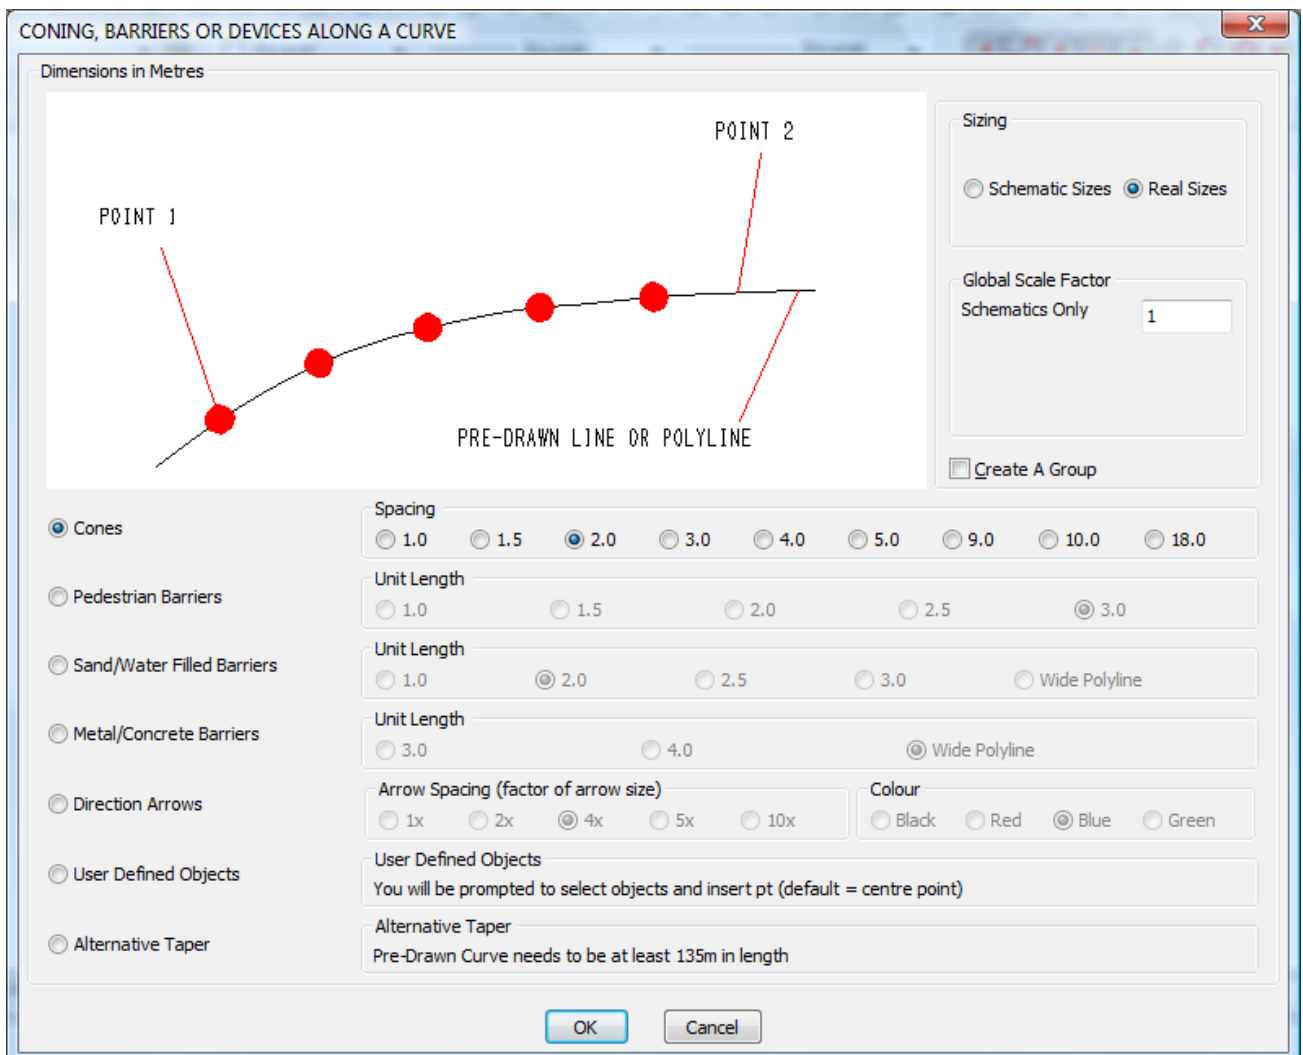 CONING, BARRIERS OR DEVICES ALONG A CURVE
Dimensions in Metres
POINT 1
POINT 2
PRE-DRAWN LINE OR POLYLINE
Sizing
Schematic Sizes Real Sizes
Global Scale Factor
Schematics Only 1
Create A Group
Cones
Spacing
1.0 1.5 2.0 3.0 4.0 5.0 9.0 10.0 18.0
Pedestrian Barriers
Unit Length
1.0 1.5 2.0 2.5 3.0
Sand/Water Filled Barriers
Unit Length
1.0 2.0 2.5 3.0 Wide Polyline
Metal/Concrete Barriers
Unit Length
3.0 4.0 Wide Polyline
Direction Arrows
Arrow Spacing (factor of arrow size)
1x 2x 4x 5x 10x
Colour
Black Red Blue Green
User Defined Objects
User Defined Objects
You will be prompted to select objects and insert pt (default = centre point)
Alternative Taper
Alternative Taper
Pre-Drawn Curve needs to be at least 135m in length
OK Cancel